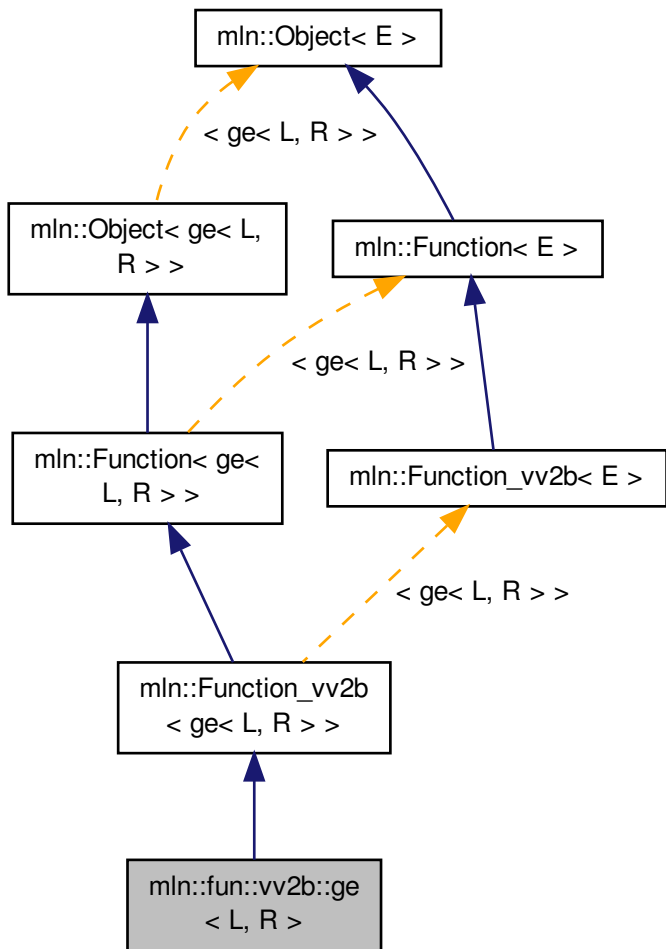 mln::Object< E >
< ge< L, R > >
mln::Object< ge< L,
R > >
mln::Function< E >
< ge< L, R > >
mln::Function< ge<
L, R > >
mln::Function_vv2b< E >
< ge< L, R > >
mln::Function_vv2b
< ge< L, R > >
mln::fun::vv2b::ge
< L, R >